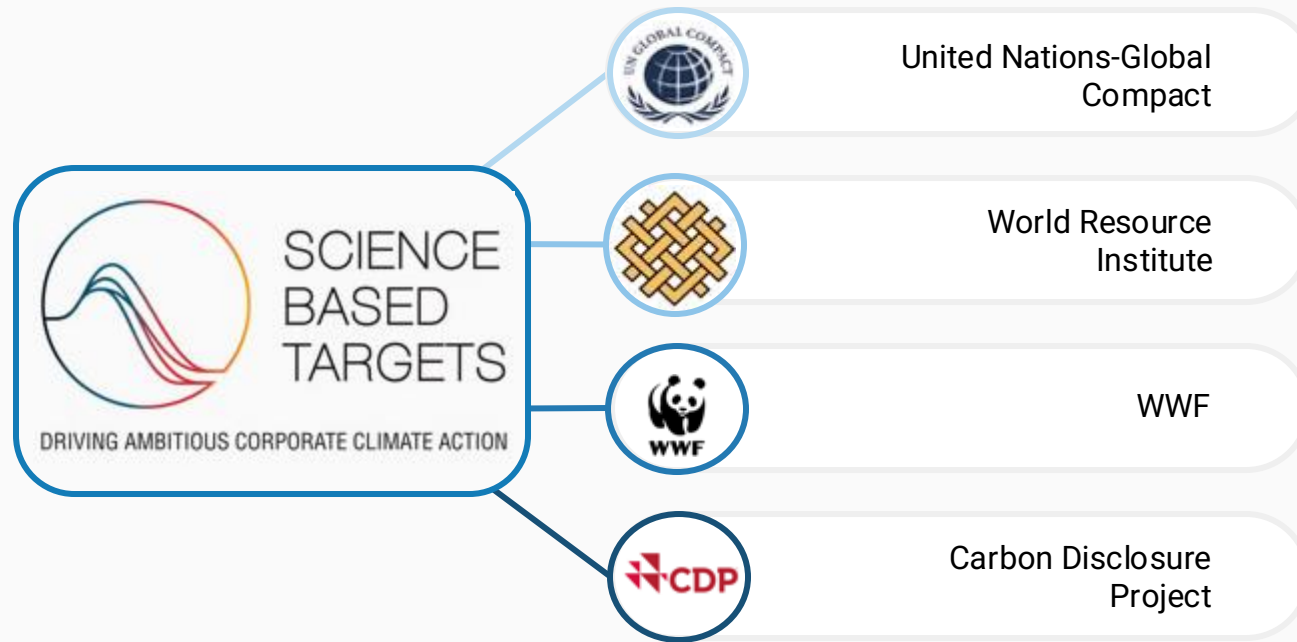 UN GLOBAL COMPACT
United Nations-Global
Compact
SCIENCE
BASED
TARGETS
DRIVING AMBITIOUS CORPORATE CLIMATE ACTION
World Resource
Institute
WWF
WWF
CDP
Carbon Disclosure
Project